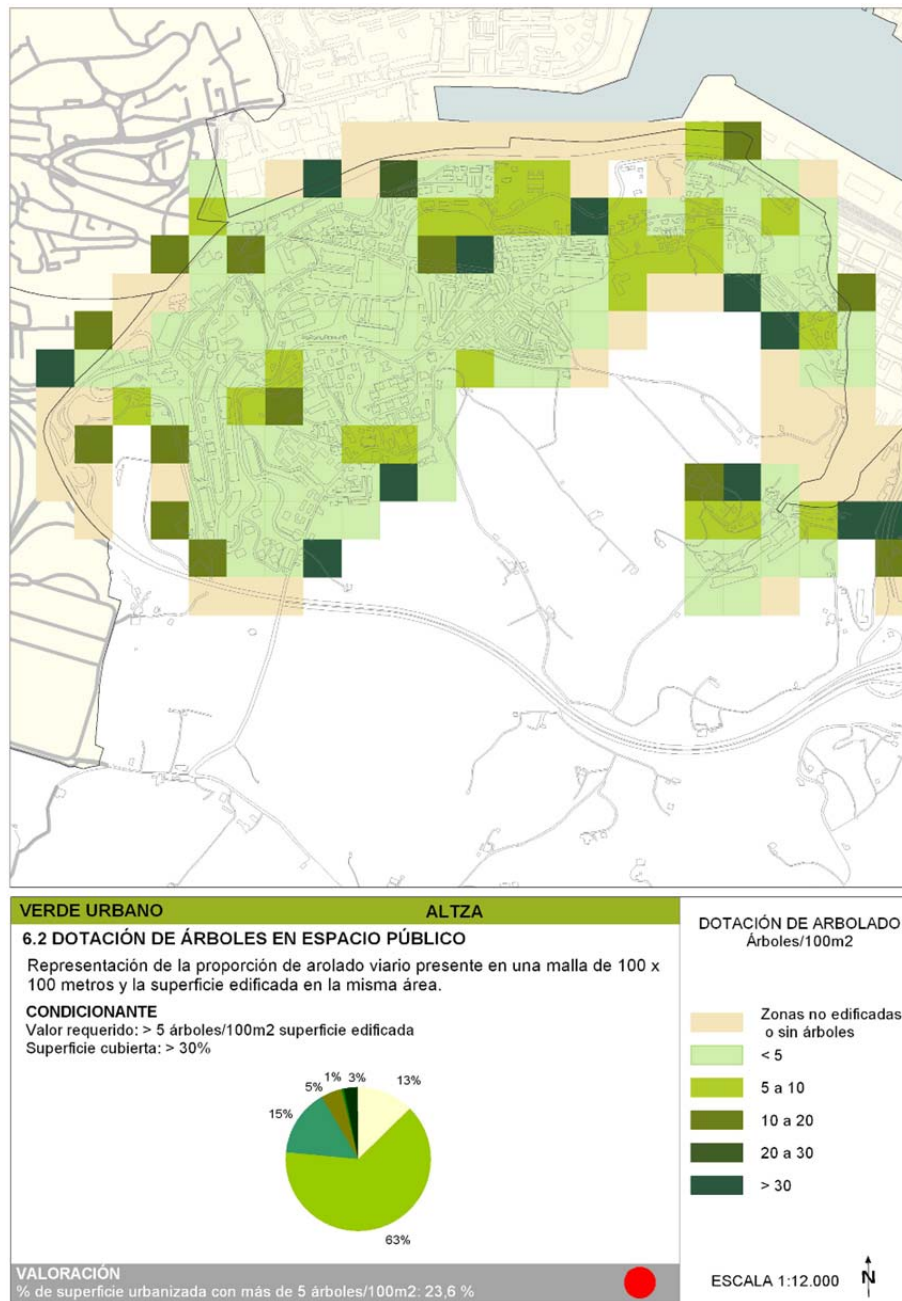 VERDE URBANO
ALTZA
6.2 DOTACIÓN DE ÁRBOLES EN ESPACIO PÚBLICO
Representación de la proporción de arolado viario presente en una malla de 100 x
100 metros y la superficie edificada en la misma área.
CONDICIONANTE
Valor requerido: > 5 árboles/100m2 superficie edificada
Superficie cubierta: > 30%
1%
3%
5%
13%
15%
63%
VALORACIÓN
% de superficie urbanizada con más de 5 árboles/100m2: 23,6 %
DOTACIÓN DE ARBOLADO
Árboles/100m2
Zonas no edificadas
o sin árboles
< 5
5 a 10
10 a 20
20 a 30
> 30
ESCALA 1:12.000
N